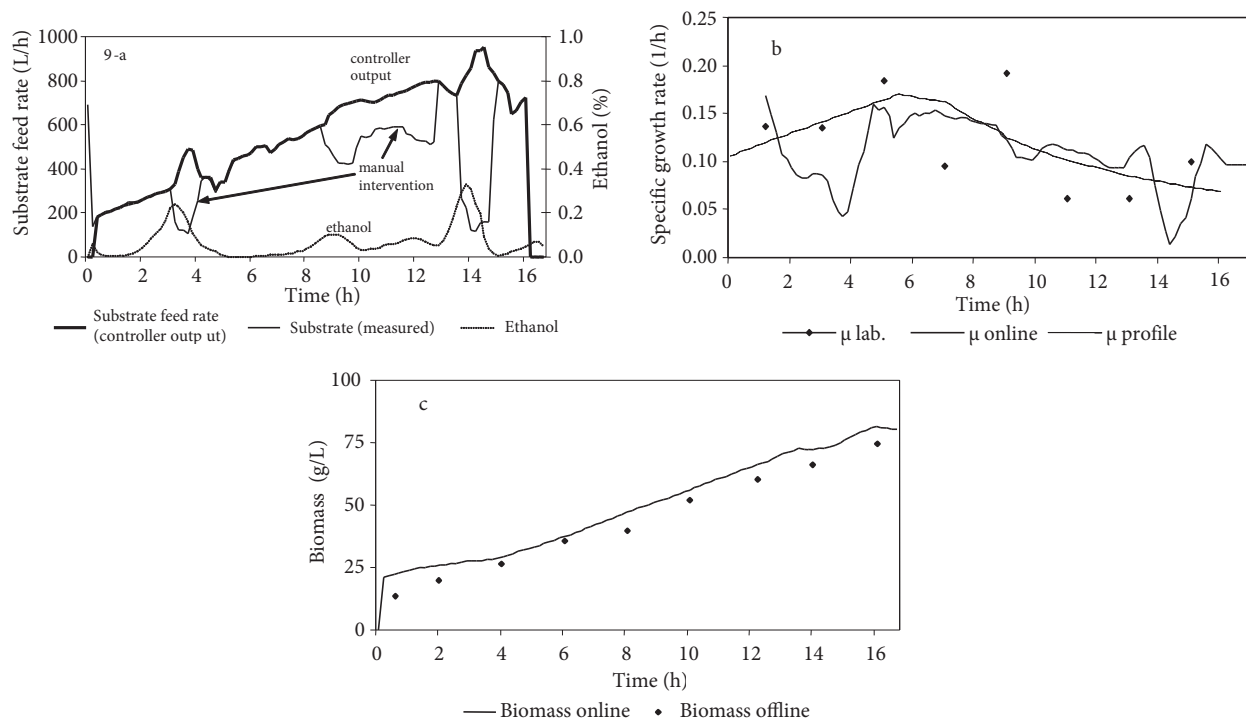 9-a
Substrate feed rate (L/h)
1000
800
600
400
200
0
controller
output
manual
intervention
ethanol
1.0
0.8
0.6
0.4
0.2
0.0
Ethanol (%)
0 2 4 6 8 10 12 14 16
Time (h)
Substrate feed rate
(controller outp ut)
Substrate (measured)
Ethanol
b
Specific growth rate (1/h)
0.25
0.20
0.15
0.10
0.05
0.00
0 2 4 6 8 10 12 14 16
Time (h)
μ lab.
μ online
μ profile
c
Biomass (g/L)
100
75
50
25
0
0 2 4 6 8 10 12 14 16
Time (h)
Biomass online
Biomass offline